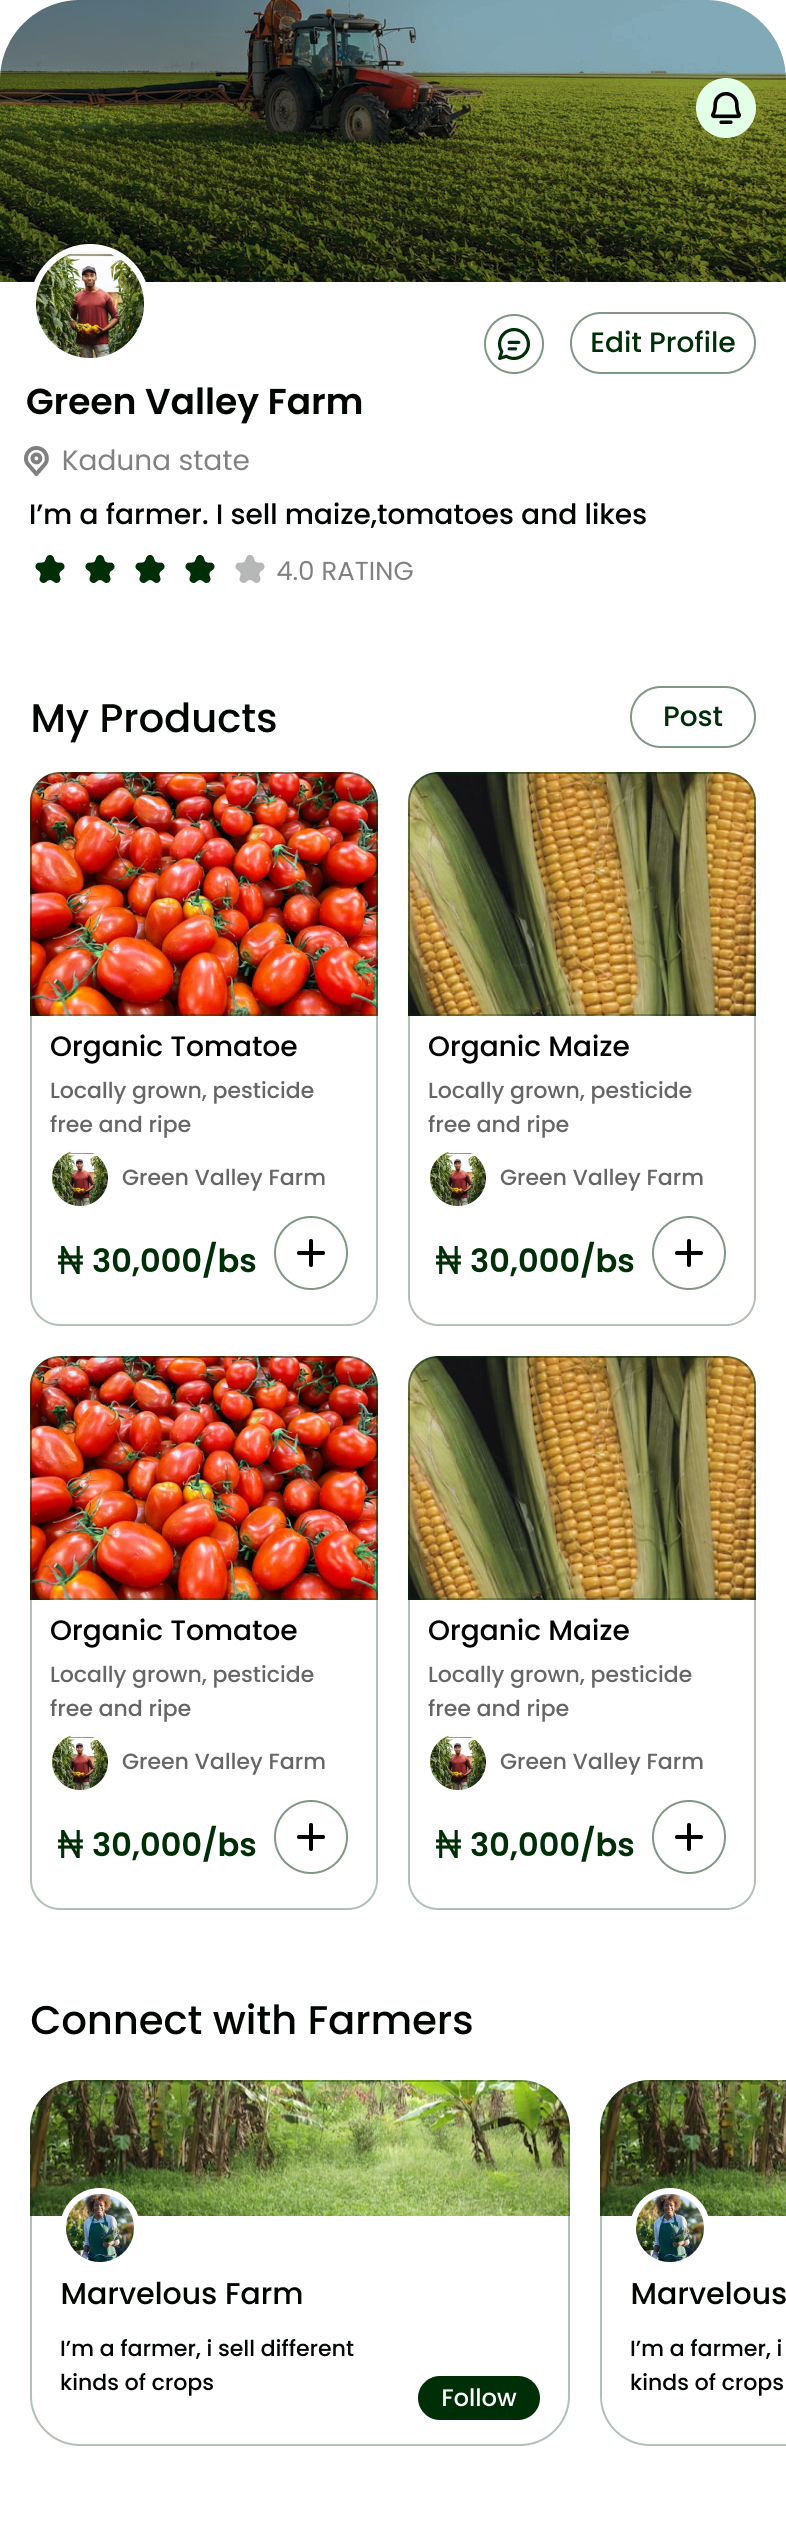 Edit Profile
Green Valley Farm
Kaduna state
I'm a farmer. I sell maize,tomatoes and likes
4.0 RATING
My Products
Post
Organic Tomatoe
Locally grown, pesticide
free and ripe
Green Valley Farm
₦ 30,000/bs
Organic Maize
Locally grown, pesticide
free and ripe
Green Valley Farm
₦ 30,000/bs
Organic Tomatoe
Locally grown, pesticide
free and ripe
Green Valley Farm
₦ 30,000/bs
Organic Maize
Locally grown, pesticide
free and ripe
Green Valley Farm
₦ 30,000/bs
Connect with Farmers
Marvelous Farm
I'm a farmer, i sell different
kinds of crops
Follow
Marvelous
I'm a farmer, i
kinds of crops